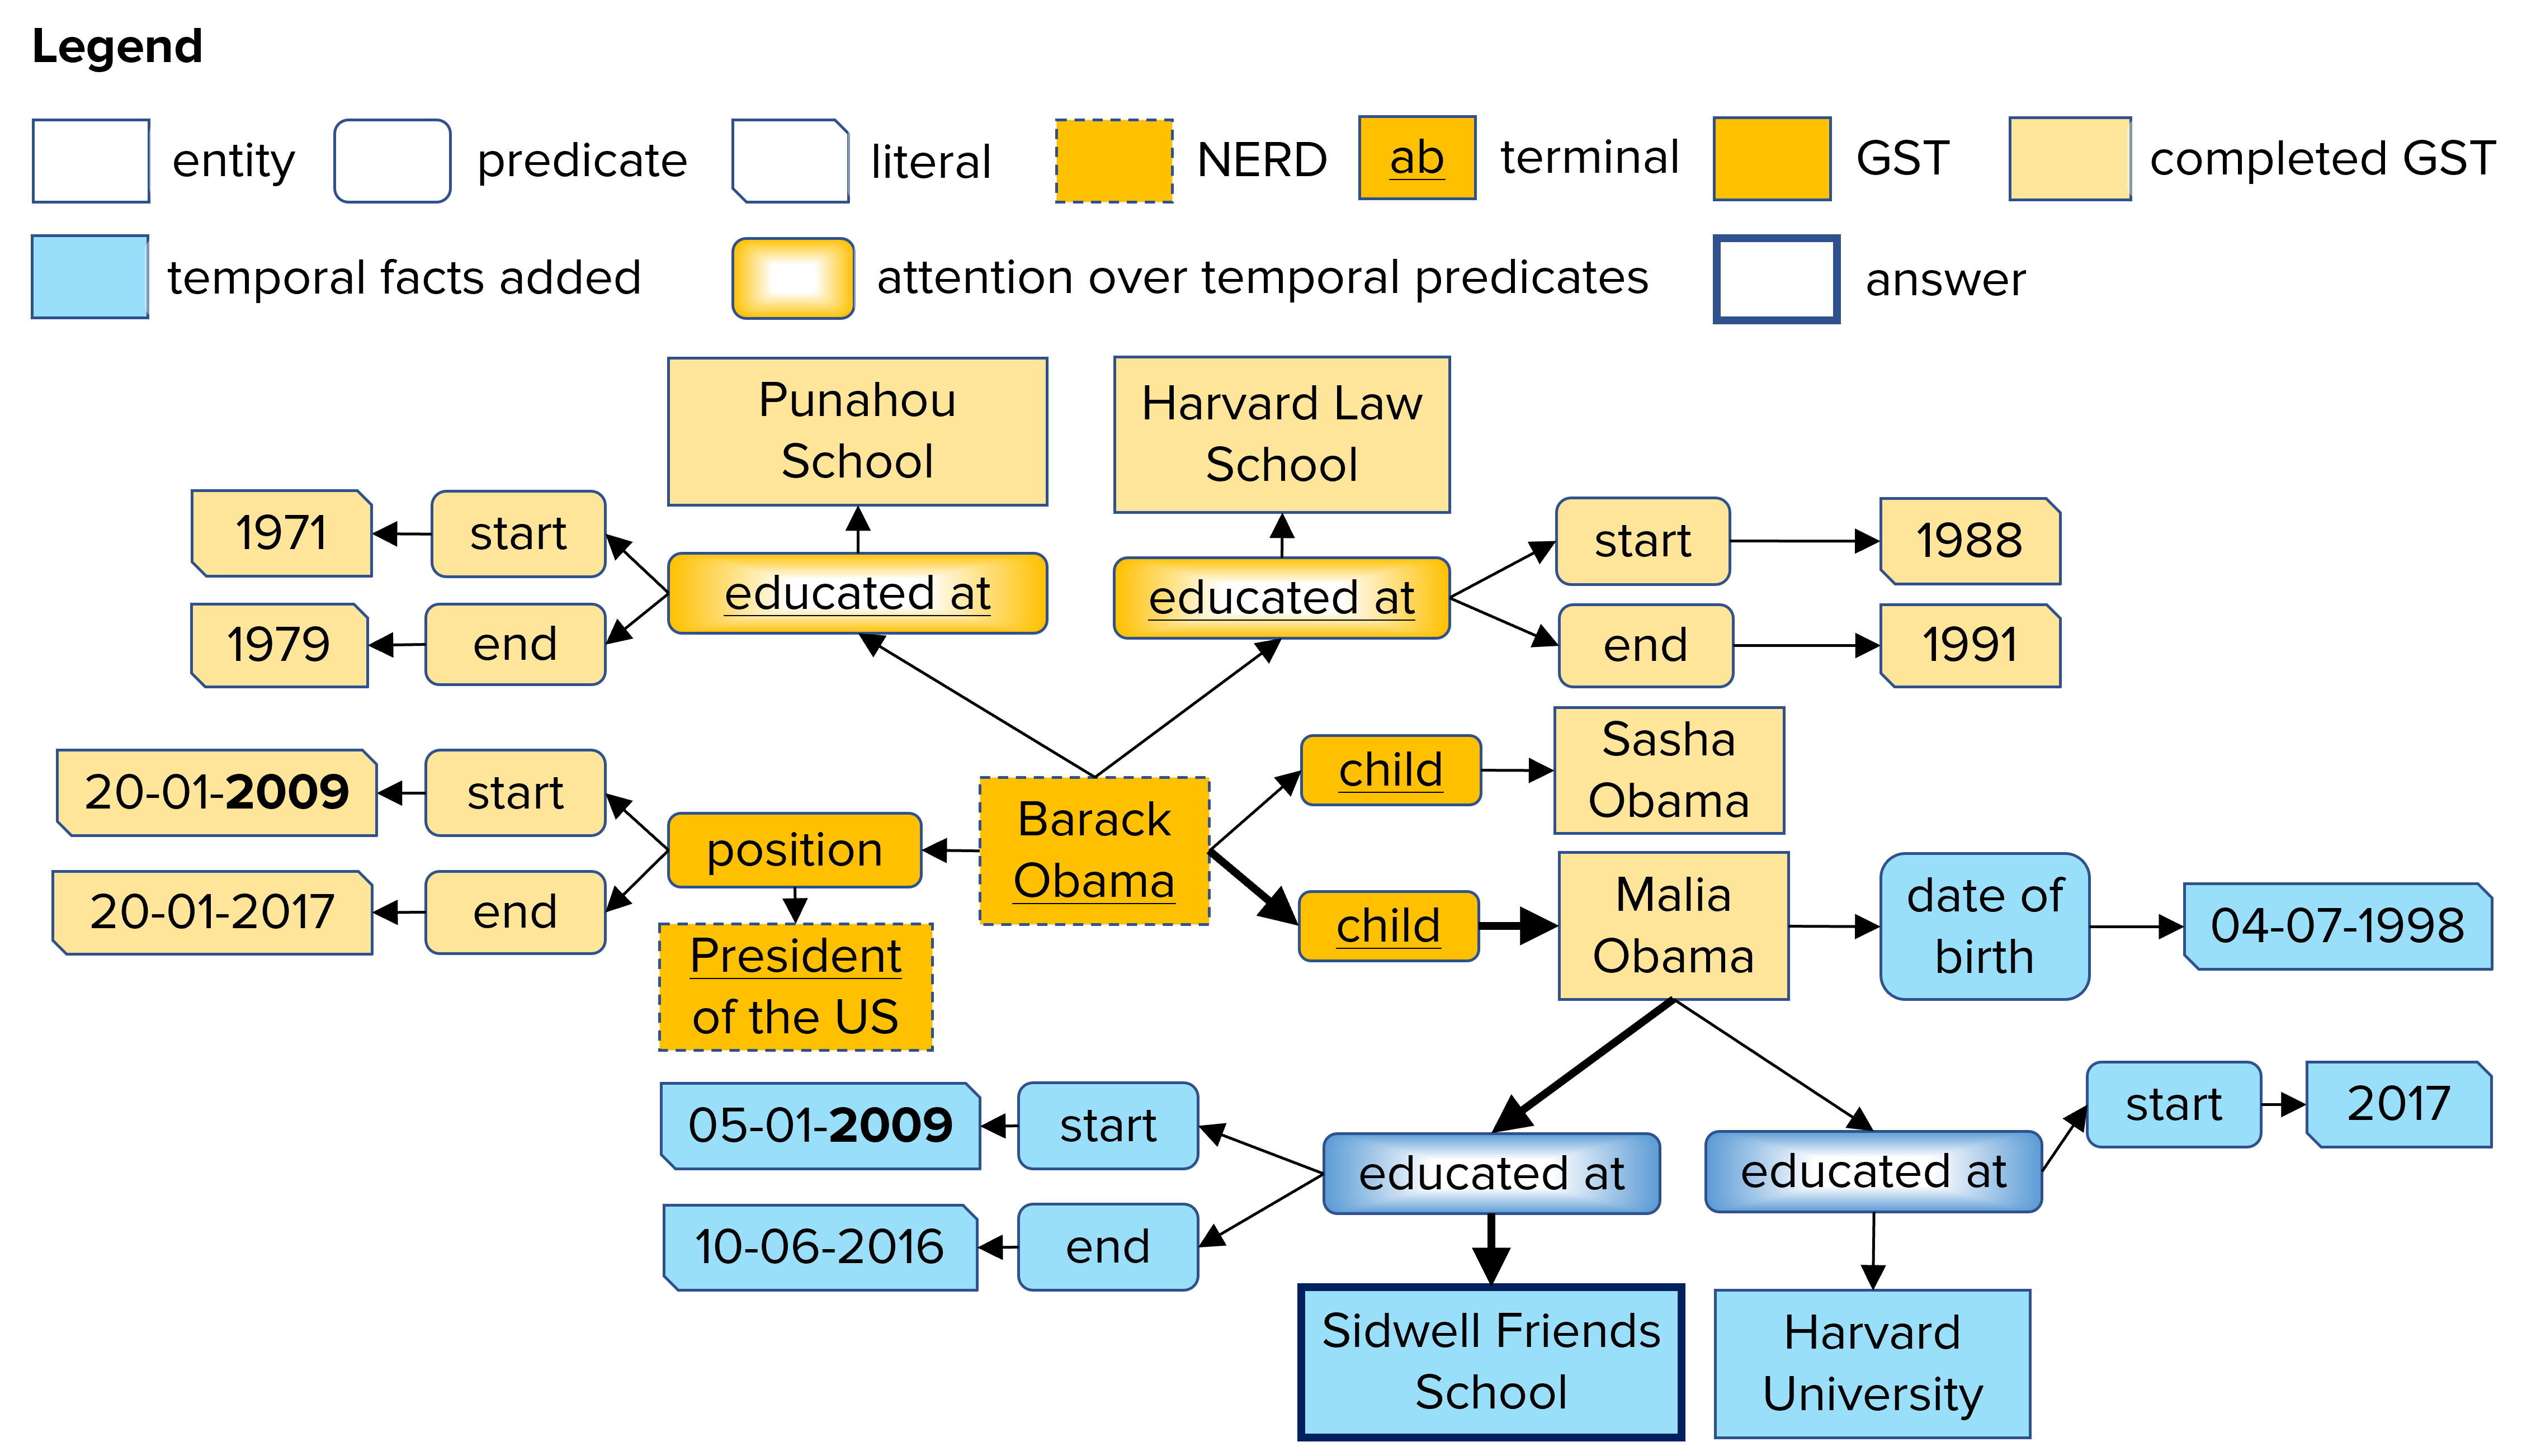 Legend
entity
predicate
literal
NERD
ab
terminal
GST
completed GST
temporal facts added
attention over temporal predicates
answer
Punahou
School
Harvard Law
School
1971
start
educated at
1979
end
educated at
start
1988
end
1991
20-01-2009
start
20-01-2017
end
position
President
of the US
Barack
Obama
child
Sasha
Obama
child
Malia
Obama
date of
birth
04-07-1998
05-01-2009
start
10-06-2016
end
educated at
educated at
start
2017
Sidwell Friends
School
Harvard
University